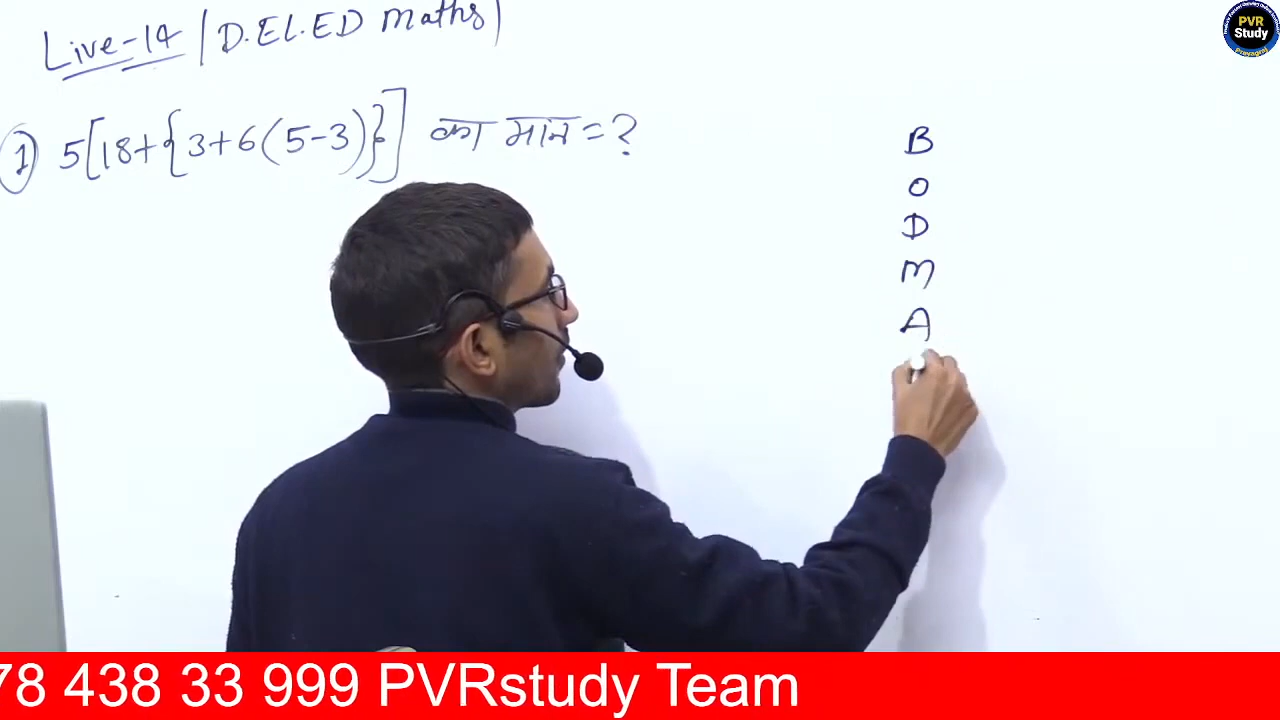 Live-14 | D.EL.ED Maths
1) 5[18+{3+6(5-3)}] का मान = ?
B
O
D
M
A
PVR
Study
Prayagraj
78 438 33 999 PVRstudy Team